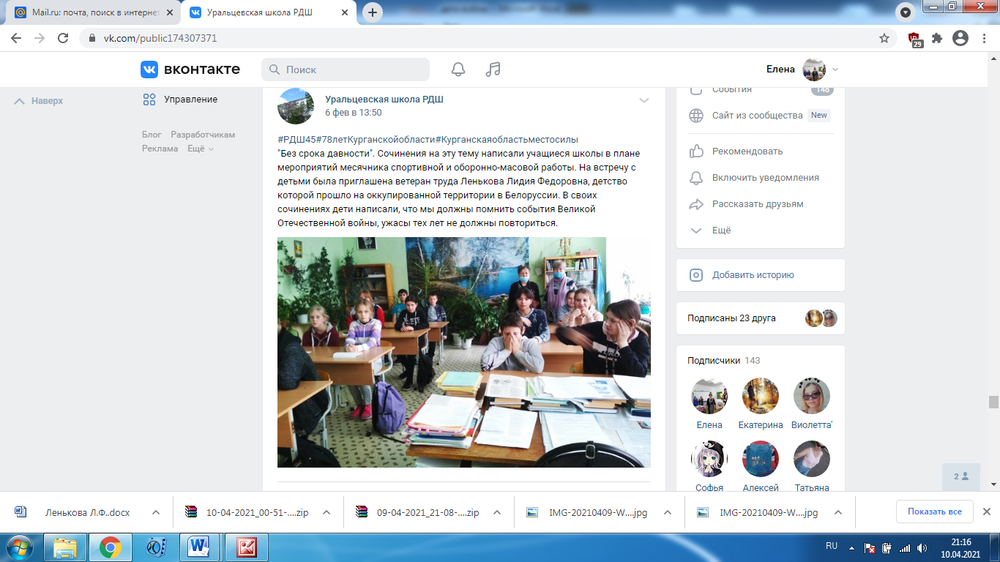 Mail.ru: почта, поиск в интернет
Уральцевская школа РДШ
vk.com/public174307371
29
вконтакте
Поиск
Елена
Наверх
Управление
Блог Разработчикам
Реклама Ещё
Уральцевская школа РДШ
6 фев в 13:50
#РДШ45#78летКурганскойобласти#Курганскаяобластьместосилы
"Без срока давности". Сочинения на эту тему написали учащиеся школы в плане
мероприятий месячника спортивной и оборонно-массовой работы. На встречу с
детьми была приглашена ветеран труда Ленькова Лидия Федоровна, детство
которой прошло на оккупированной территории в Белоруссии. В своих
сочинениях дети написали, что мы должны помнить события Великой
Отечественной войны, ужасы тех лет не должны повториться.
События 148
Сайт из сообщества New
Рекомендовать
Включить уведомления
Рассказать друзьям
Ещё
Добавить историю
Подписаны 23 друга
Подписчики 143
Елена Екатерина Виолетта
Софья Алексей Татьяна
2
Ленькова Л.Ф..docx
10-04-2021_00-51-....zip
09-04-2021_21-08-....zip
IMG-20210409-W....jpg
IMG-20210409-W....jpg
Показать все
RU
21:16
10.04.2021